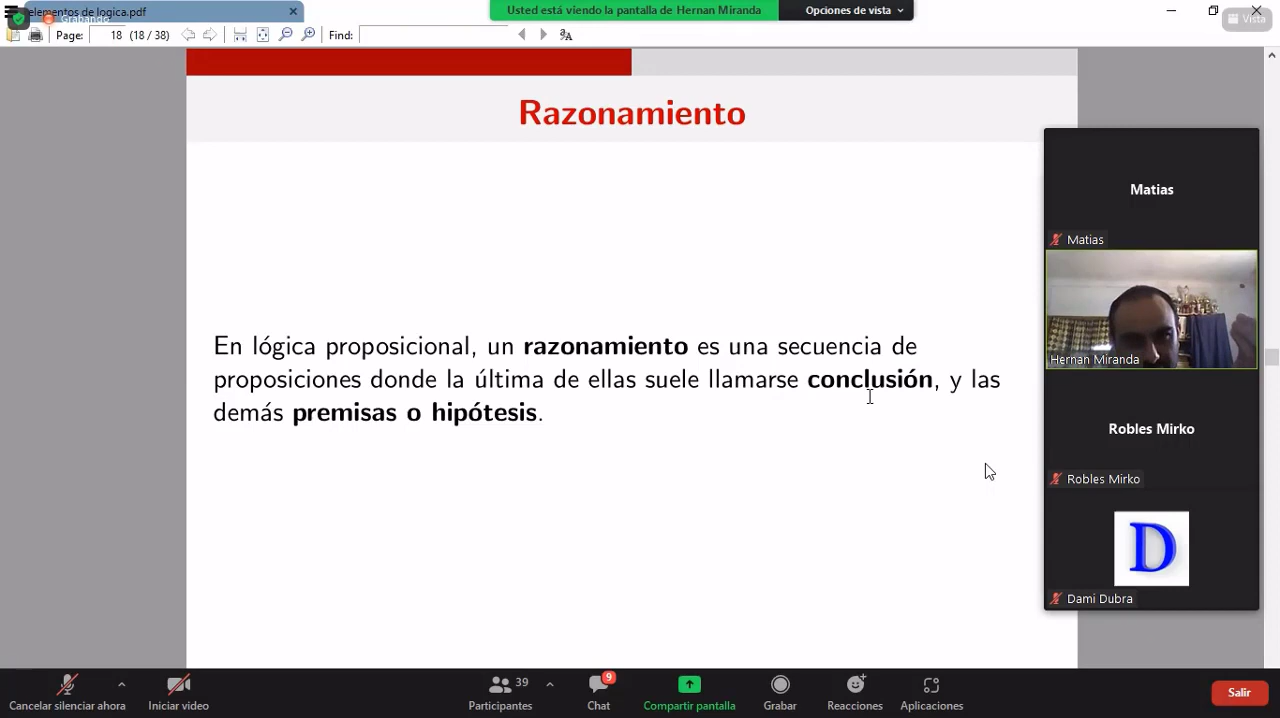 elementos de logica.pdf
Grabando
Usted está viendo la pantalla de Hernan Miranda
Opciones de vista
Vista
Page: 18 (18 / 38)
Find:
Razonamiento
En lógica proposicional, un razonamiento es una secuencia de
proposiciones donde la última de ellas suele llamarse conclusión, y las
demás premisas o hipótesis.
Matias
Matias
Hernan Miranda
Robles Mirko
Robles Mirko
D
Dami Dubra
Cancelar silenciar ahora
Iniciar video
39
Participantes
9
Chat
Compartir pantalla
Grabar
Reacciones
Aplicaciones
Salir